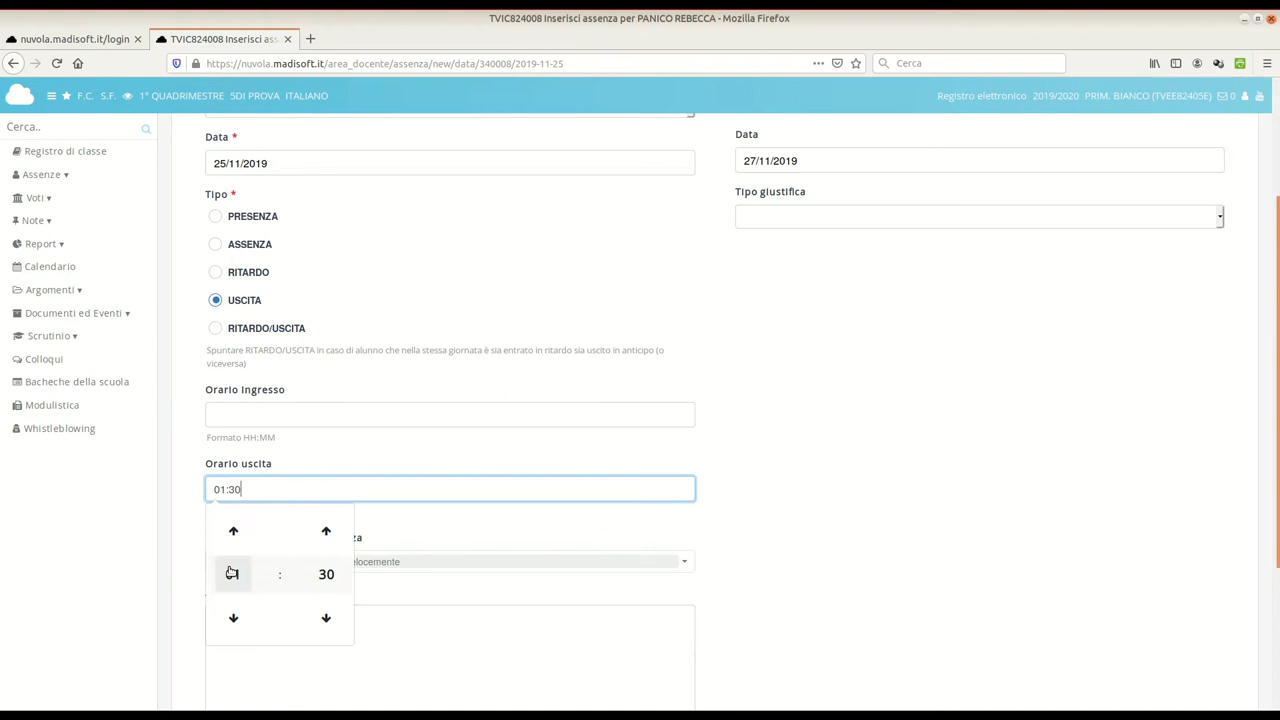 TVIC824008 Inserisci assenza per PANICO REBECCA - Mozilla Firefox
nuvola.madisoft.it/login
TVIC824008 Inserisci ass
https://nuvola.madisoft.it/area_docente/assenza/new/data/340008/2019-11-25
Cerca
F.C. S.F. 1° QUADRIMESTRE 5DI PROVA ITALIANO
Registro elettronico 2019/2020 PRIM. BIANCO (TVEE82405E) 0
Cerca..
Registro di classe
Assenze
Voti
Note
Report
Calendario
Argomenti
Documenti ed Eventi
Scrutinio
Colloqui
Bacheche della scuola
Modulistica
Whistleblowing
Data *
25/11/2019
Tipo *
PRESENZA
ASSENZA
RITARDO
USCITA
RITARDO/USCITA
Spuntare RITARDO/USCITA in caso di alunno che nella stessa giornata è sia entrato in ritardo sia uscito in anticipo (o
viceversa)
Orario ingresso
Formato HH:MM
Orario uscita
01:30
za
elocemente
: 30
Data
27/11/2019
Tipo giustifica